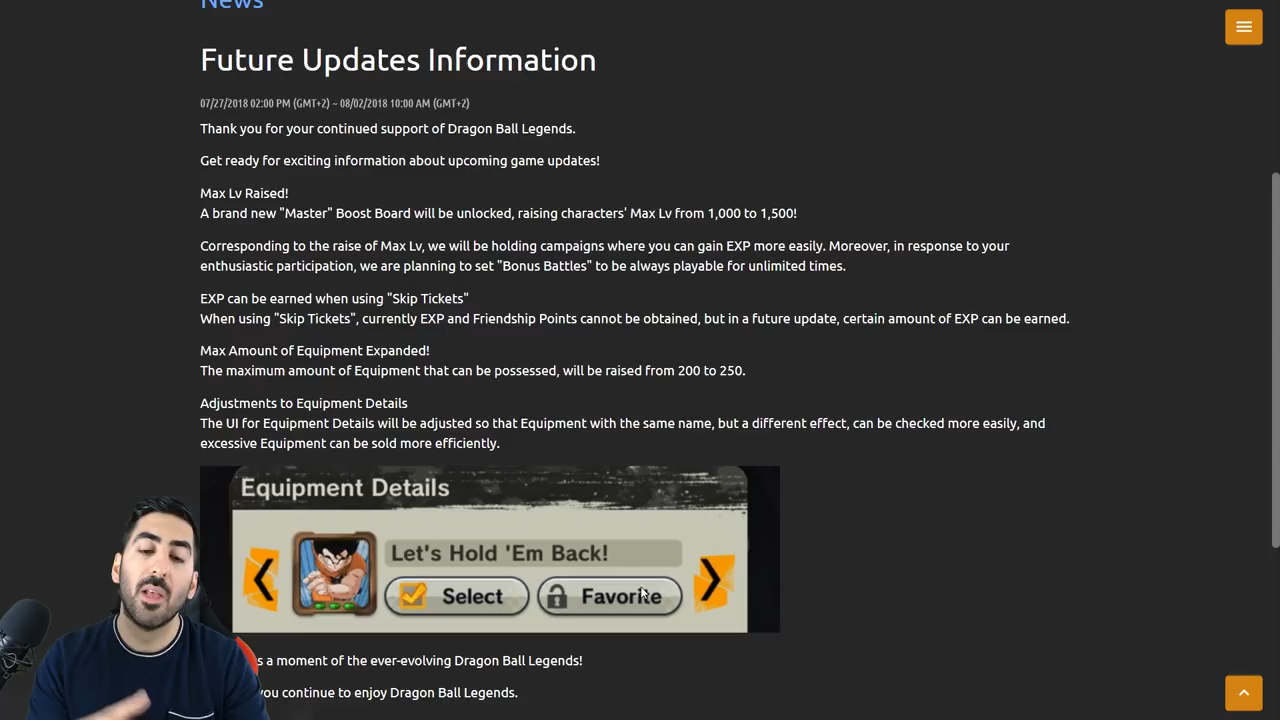 News
Future Updates Information
07/27/2018 02:00 PM (GMT+2) – 08/02/2018 10:00 AM (GMT+2)
Thank you for your continued support of Dragon Ball Legends.
Get ready for exciting information about upcoming game updates!
Max Lv Raised!
A brand new "Master" Boost Board will be unlocked, raising characters' Max Lv from 1,000 to 1,500!
Corresponding to the raise of Max Lv, we will be holding campaigns where you can gain EXP more easily. Moreover, in response to your
enthusiastic participation, we are planning to set "Bonus Battles" to be always playable for unlimited times.
EXP can be earned when using "Skip Tickets"
When using "Skip Tickets", currently EXP and Friendship Points cannot be obtained, but in a future update, certain amount of EXP can be earned.
Max Amount of Equipment Expanded!
The maximum amount of Equipment that can be possessed, will be raised from 200 to 250.
Adjustments to Equipment Details
The UI for Equipment Details will be adjusted so that Equipment with the same name, but a different effect, can be checked more easily, and
excessive Equipment can be sold more efficiently.
Equipment Details
Let's Hold 'Em Back!
Select Favorite
a moment of the ever-evolving Dragon Ball Legends!
you continue to enjoy Dragon Ball Legends.